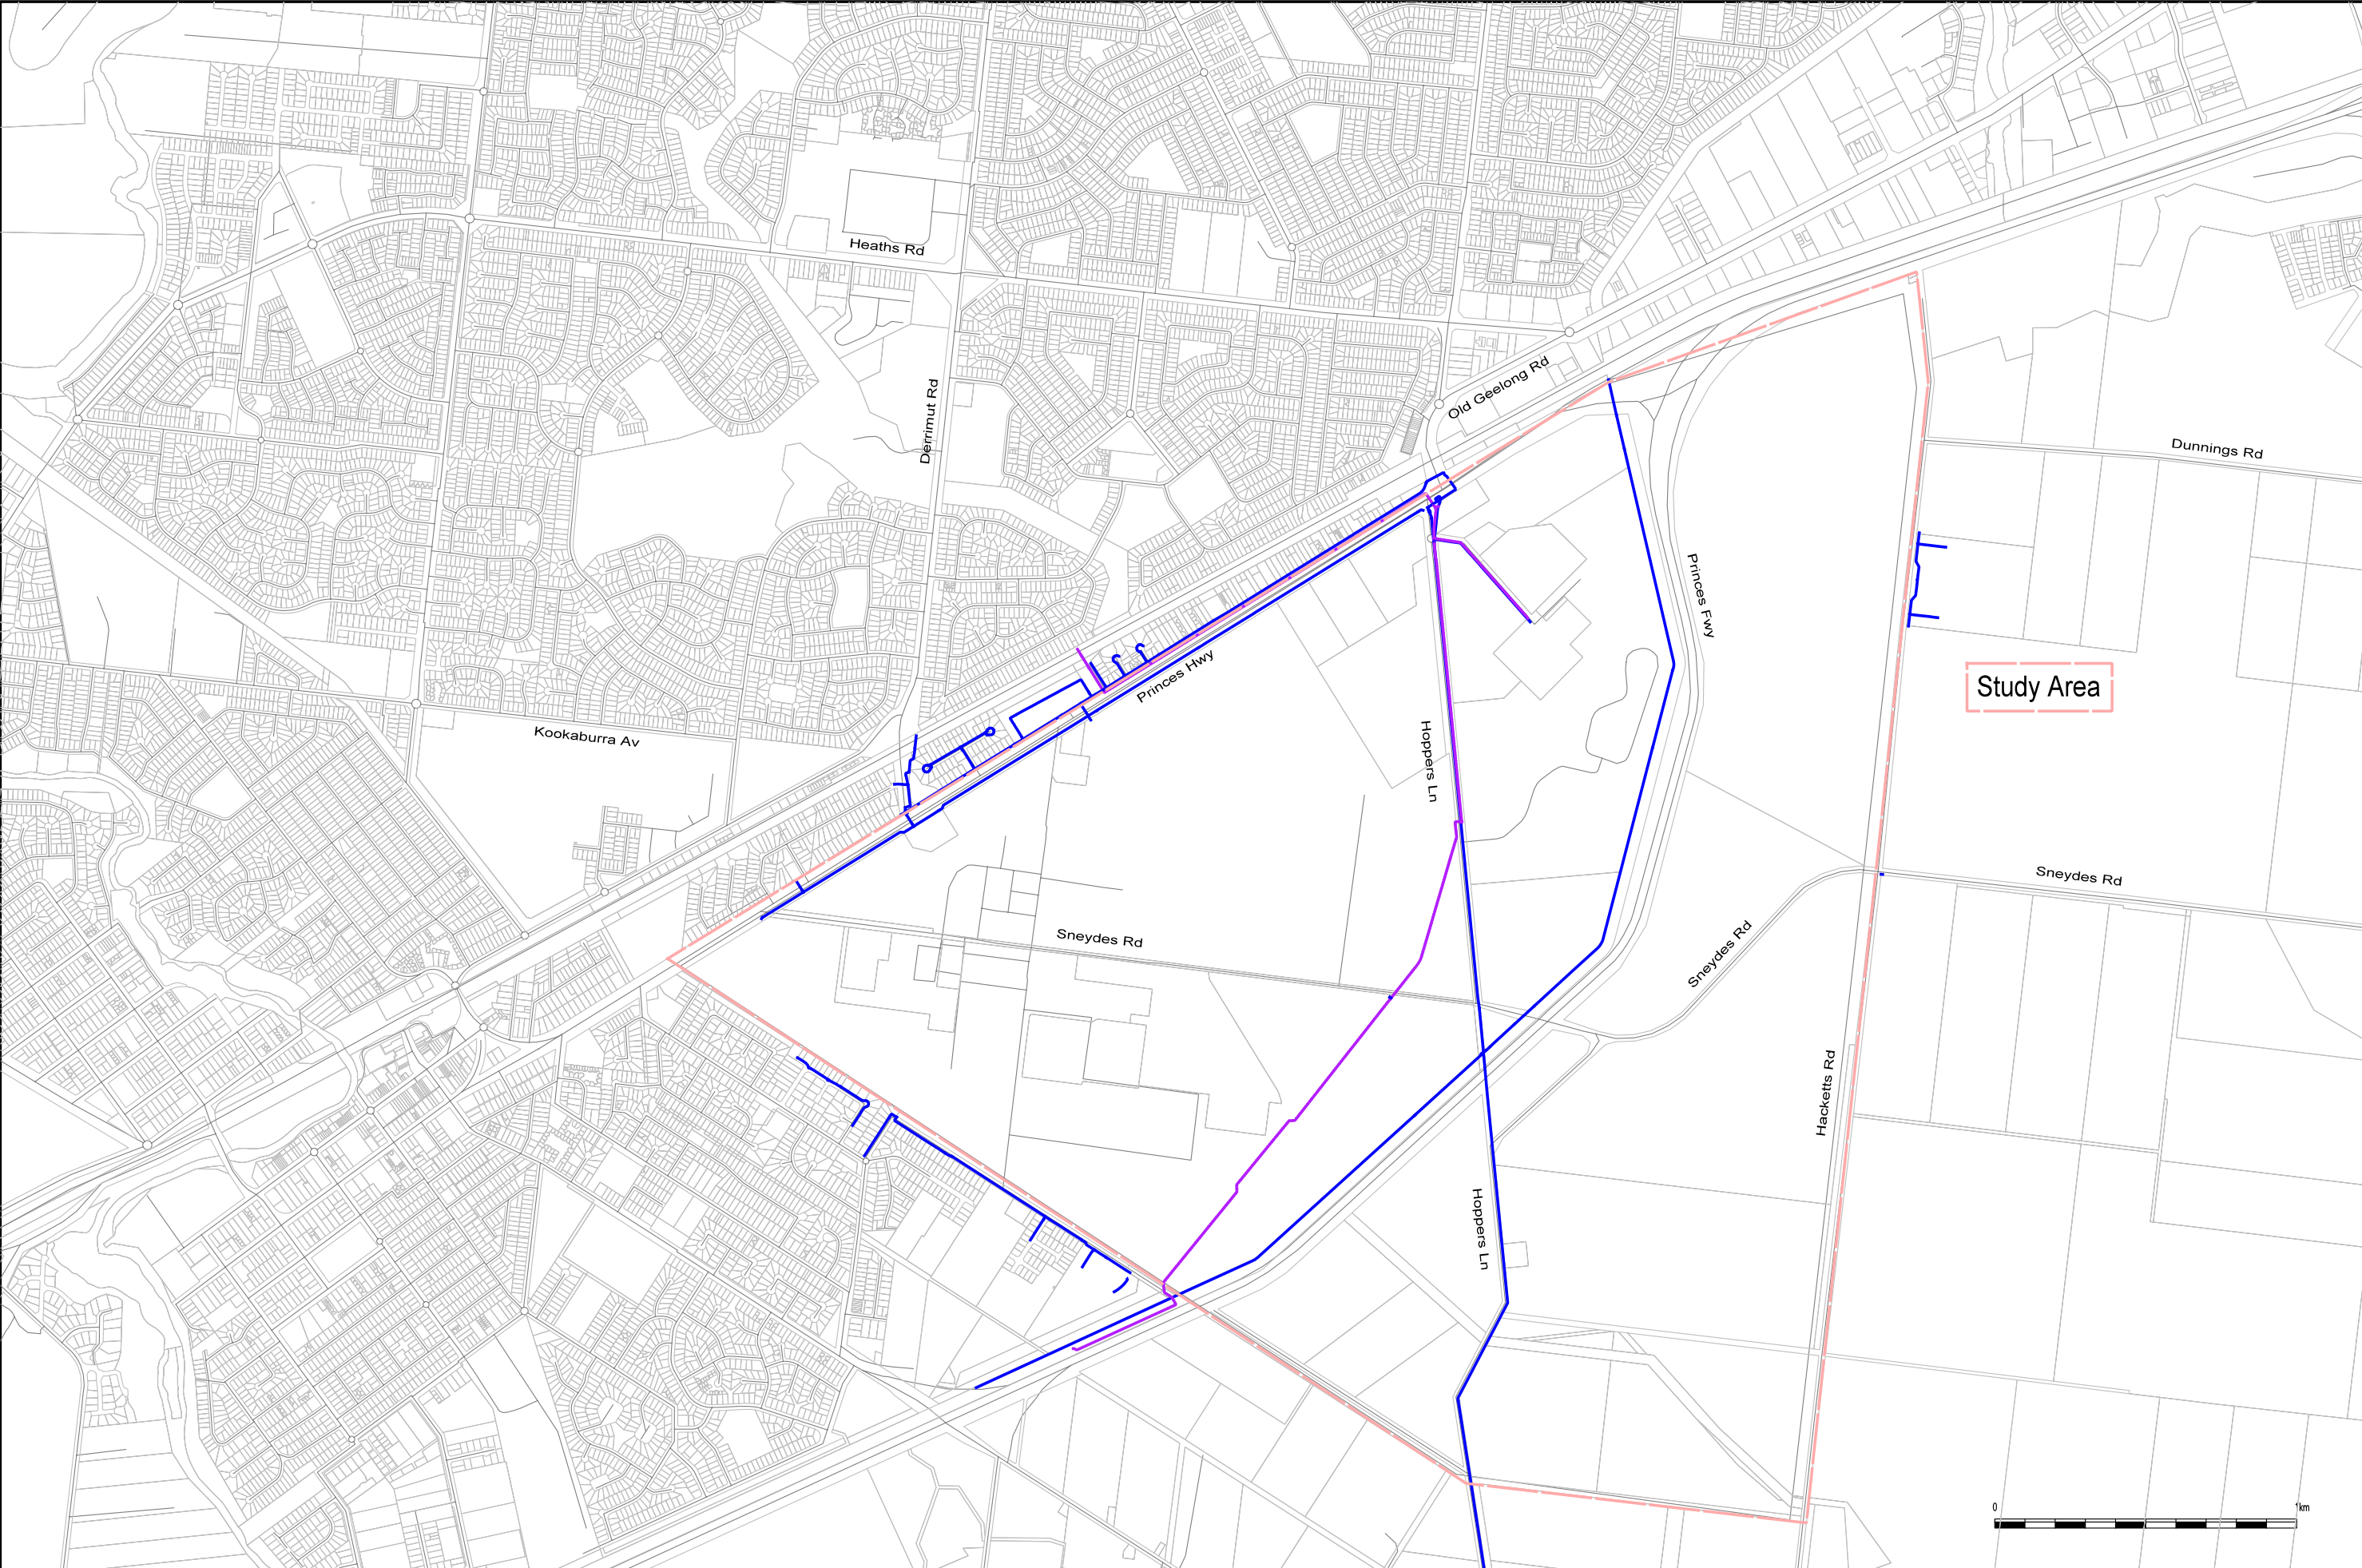 Heaths Rd
Derrimut Rd
Old Geelong Rd
Dunnings Rd
Princes Fwy
Princes Hwy
Study Area
Kookaburra Av
Hoppers Ln
Sneydes Rd
Sneydes Rd
Sneydes Rd
Hacketts Rd
Hoppers Ln
0 1km